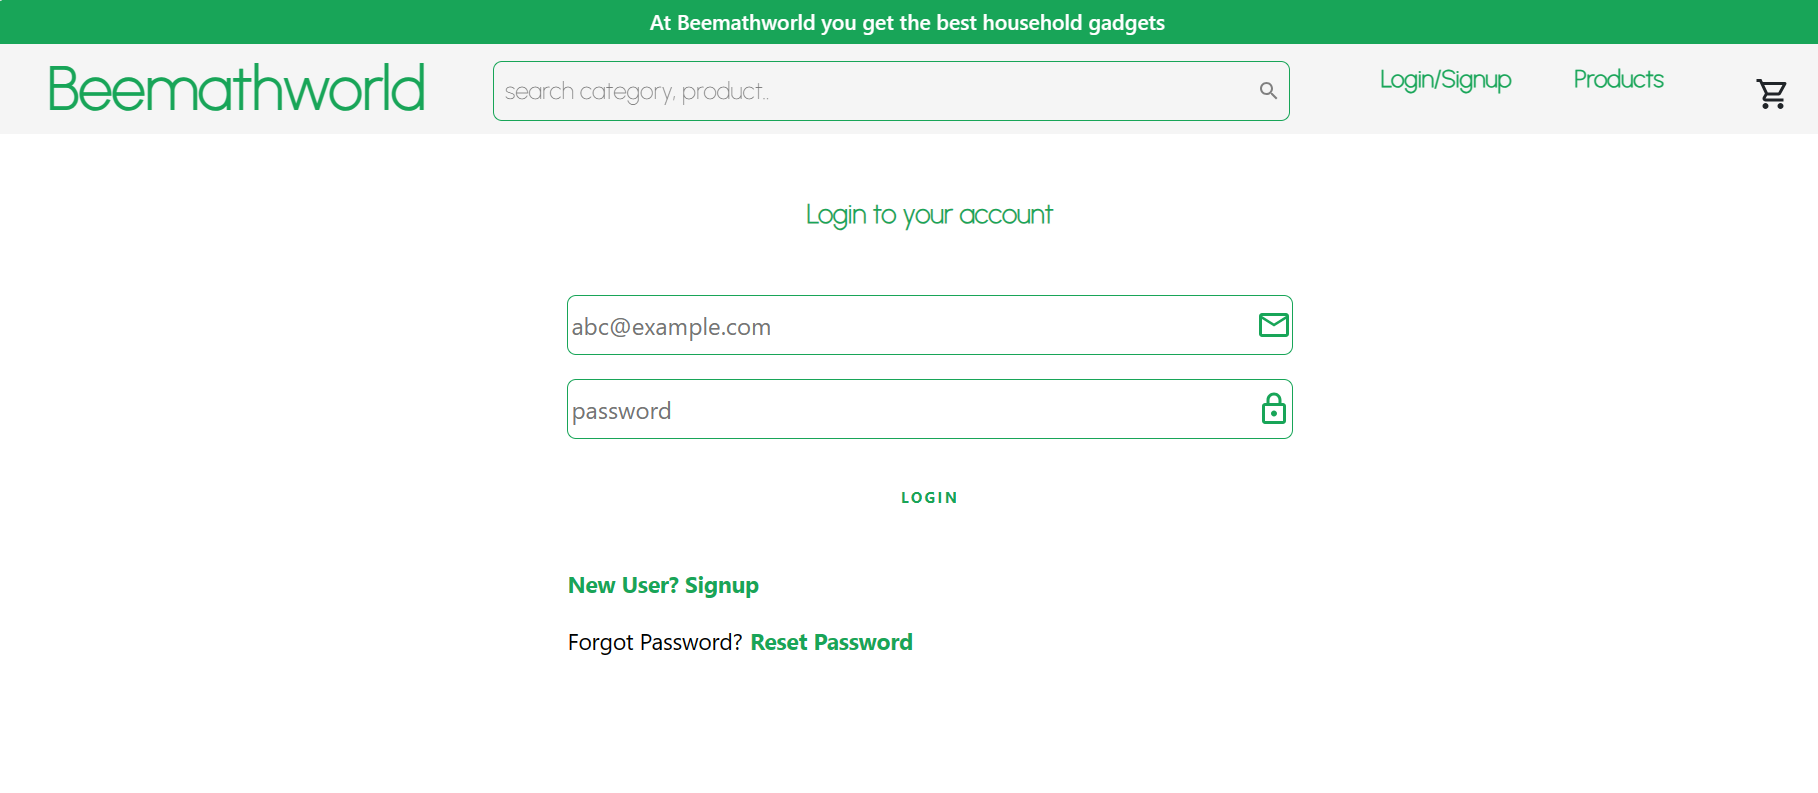 At Beemathworld you get the best household gadgets
Beemathworld
search category, product..
Login/Signup
Products
Login to your account
abc@example.com
password
LOGIN
New User? Signup
Forgot Password? Reset Password